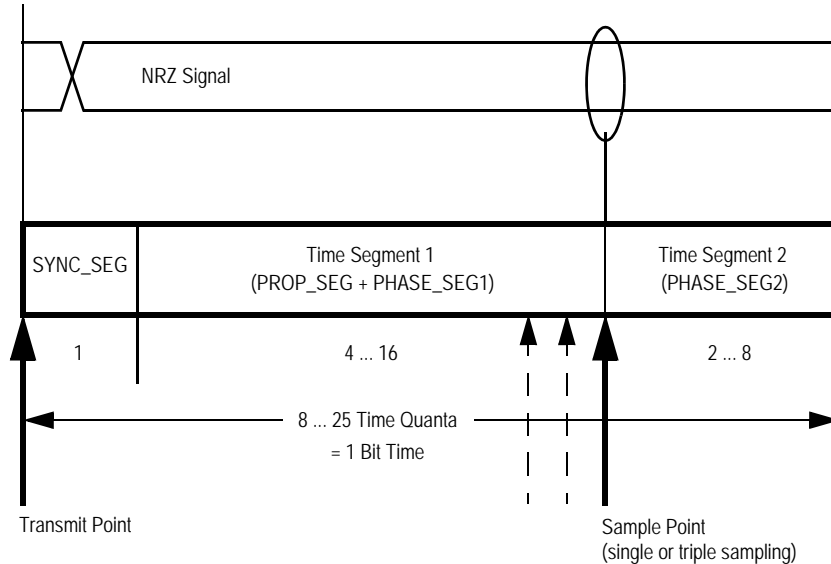 NRZ Signal
SYNC_SEG
Time Segment 1
(PROP_SEG + PHASE_SEG1)
Time Segment 2
(PHASE_SEG2)
1
4 ... 16
2 ... 8
8 ... 25 Time Quanta
= 1 Bit Time
Transmit Point
Sample Point
(single or triple sampling)